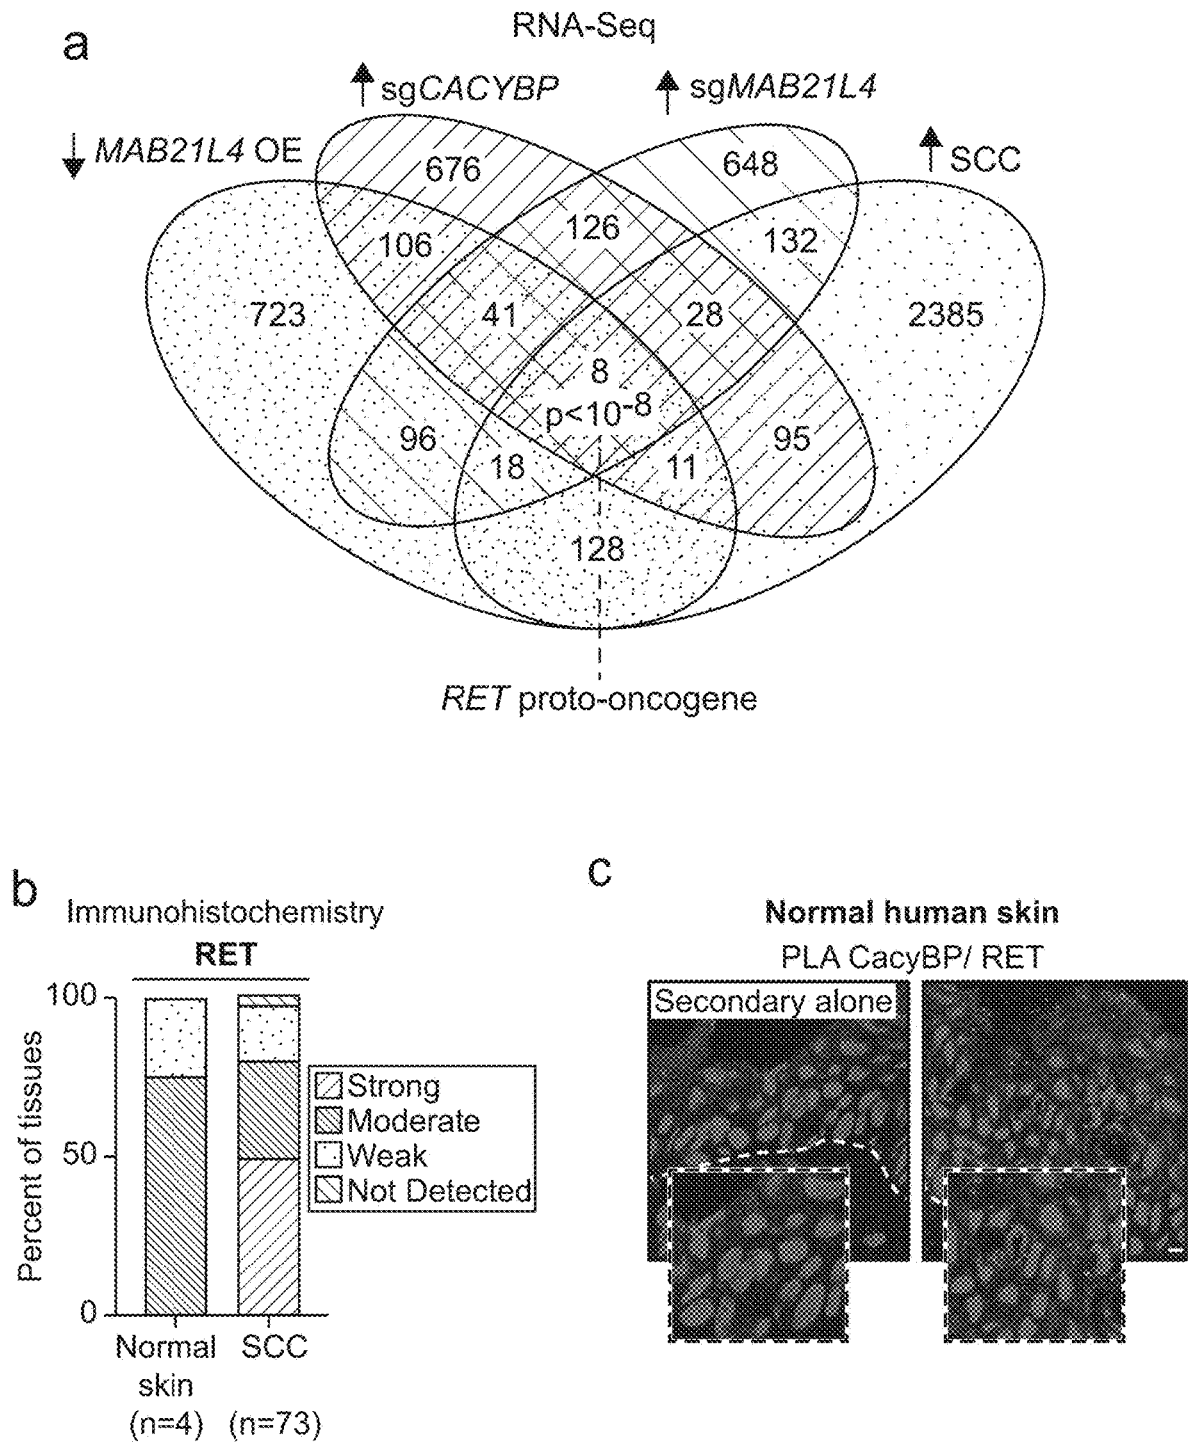 a
RNA-Seq
↑ sgCACYBP
↑ sgMAB21L4
↓ MAB21L4 OE
↑ SCC
676
648
106
126
132
723
41
28
2385
8
p<10-8
96
18
11
95
128
RET proto-oncogene
b
Immunohistochemistry
RET
Percent of tissues
100
50
0
Strong
Moderate
Weak
Not Detected
Normal skin
SCC
(n=4)
(n=73)
c
Normal human skin
PLA CacyBP/ RET
Secondary alone